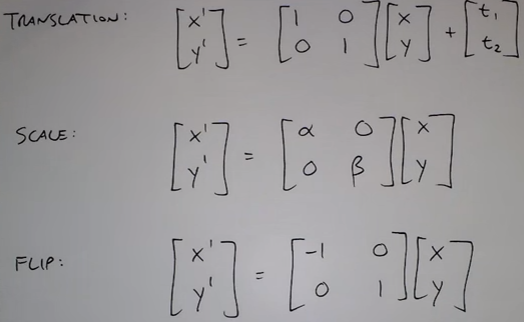 TRANSLATION: [x' y'] = [1 0 0 1] [x y] + [t₁ t₂]
SCALE: [x' y'] = [α 0 0 β] [x y]
FLIP: [x' y'] = [-1 0 0 1] [x y]